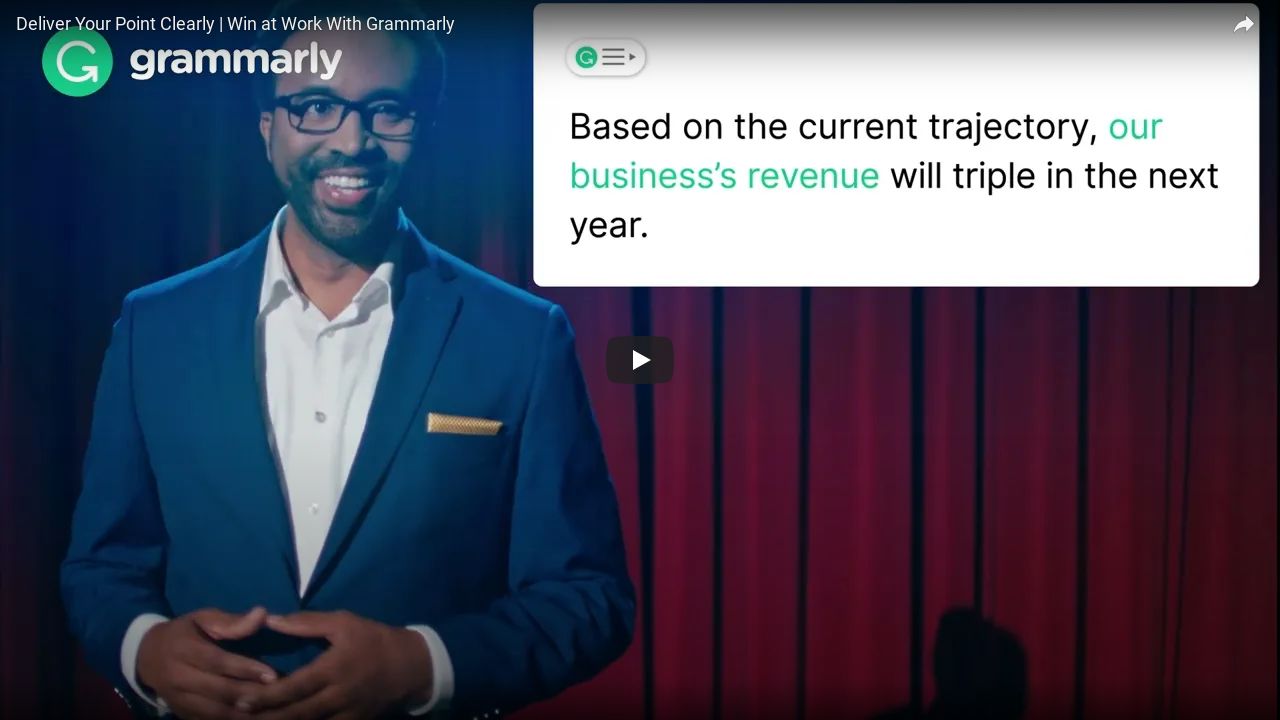 Deliver Your Point Clearly | Win at Work With Grammarly
grammarly
Based on the current trajectory, our
business’s revenue will triple in the next
year.